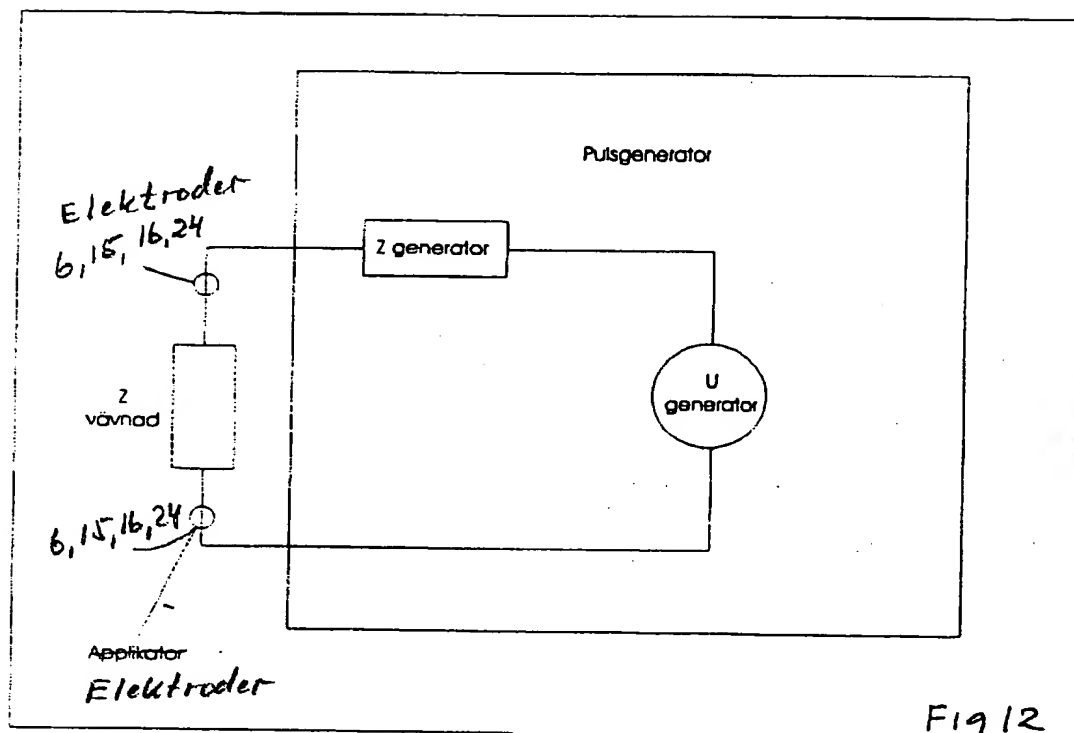 Pulsgenerator
Elektroder
6, 15, 16, 24
Z generator
U
generator
Z
vävnad
6, 15, 16, 24
Applikator
Elektroder
Fig 12